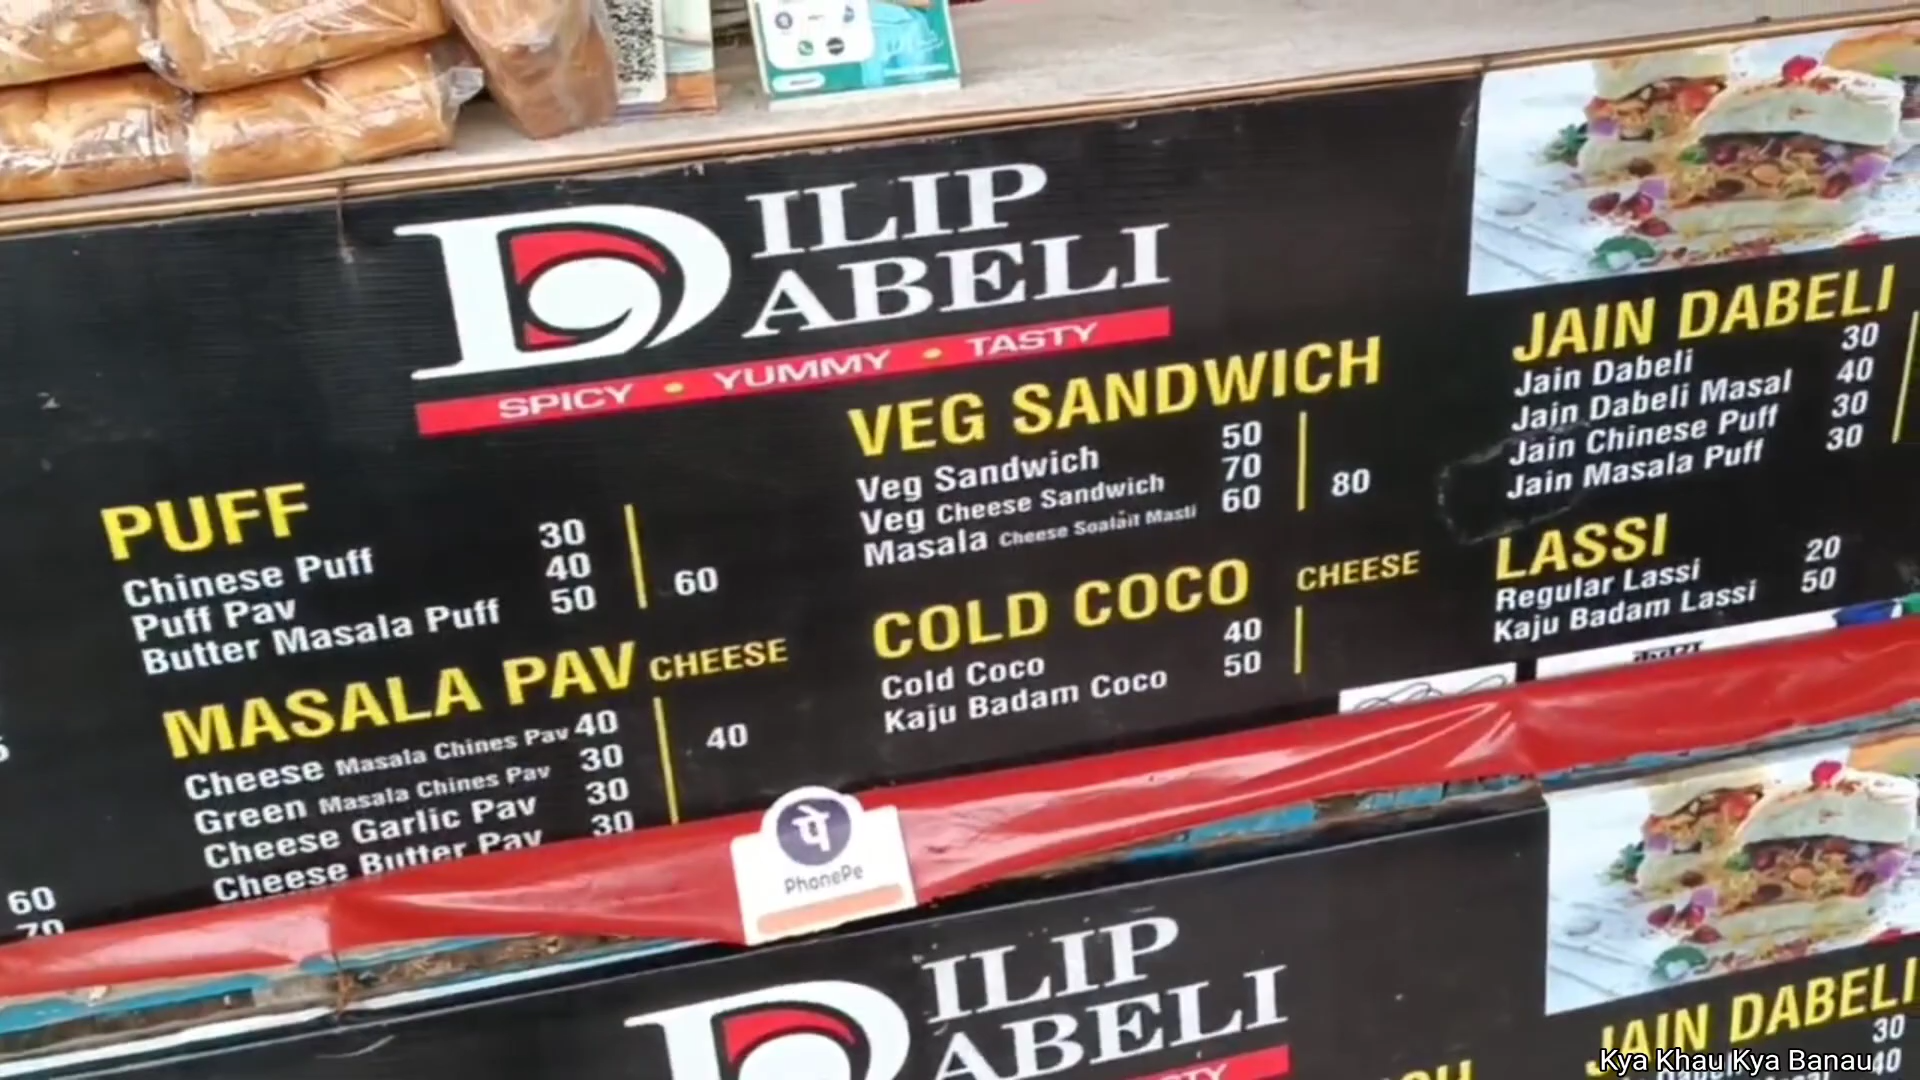 DILIP
DABELI
SPICY • YUMMY • TASTY
PUFF
Chinese Puff 30
Puff Pav 40
Butter Masala Puff 50
60
MASALA PAV CHEESE
Cheese Masala Chines Pav 40
Green Masala Chines Pav 30
Cheese Garlic Pav 30
Cheese Butter Pav 30
40
60
70
VEG SANDWICH
Veg Sandwich 50
Veg Cheese Sandwich 70
Masala Cheese Soalait Masti 60
80
COLD COCO CHEESE
Cold Coco 40
Kaju Badam Coco 50
JAIN DABELI
Jain Dabeli 30
Jain Dabeli Masal 40
Jain Chinese Puff 30
Jain Masala Puff 30
LASSI
Regular Lassi 20
Kaju Badam Lassi 50
पे
PhonePe
DILIP
DABELI
JAIN DABELI
30
40
Kya Khau Kya Banau